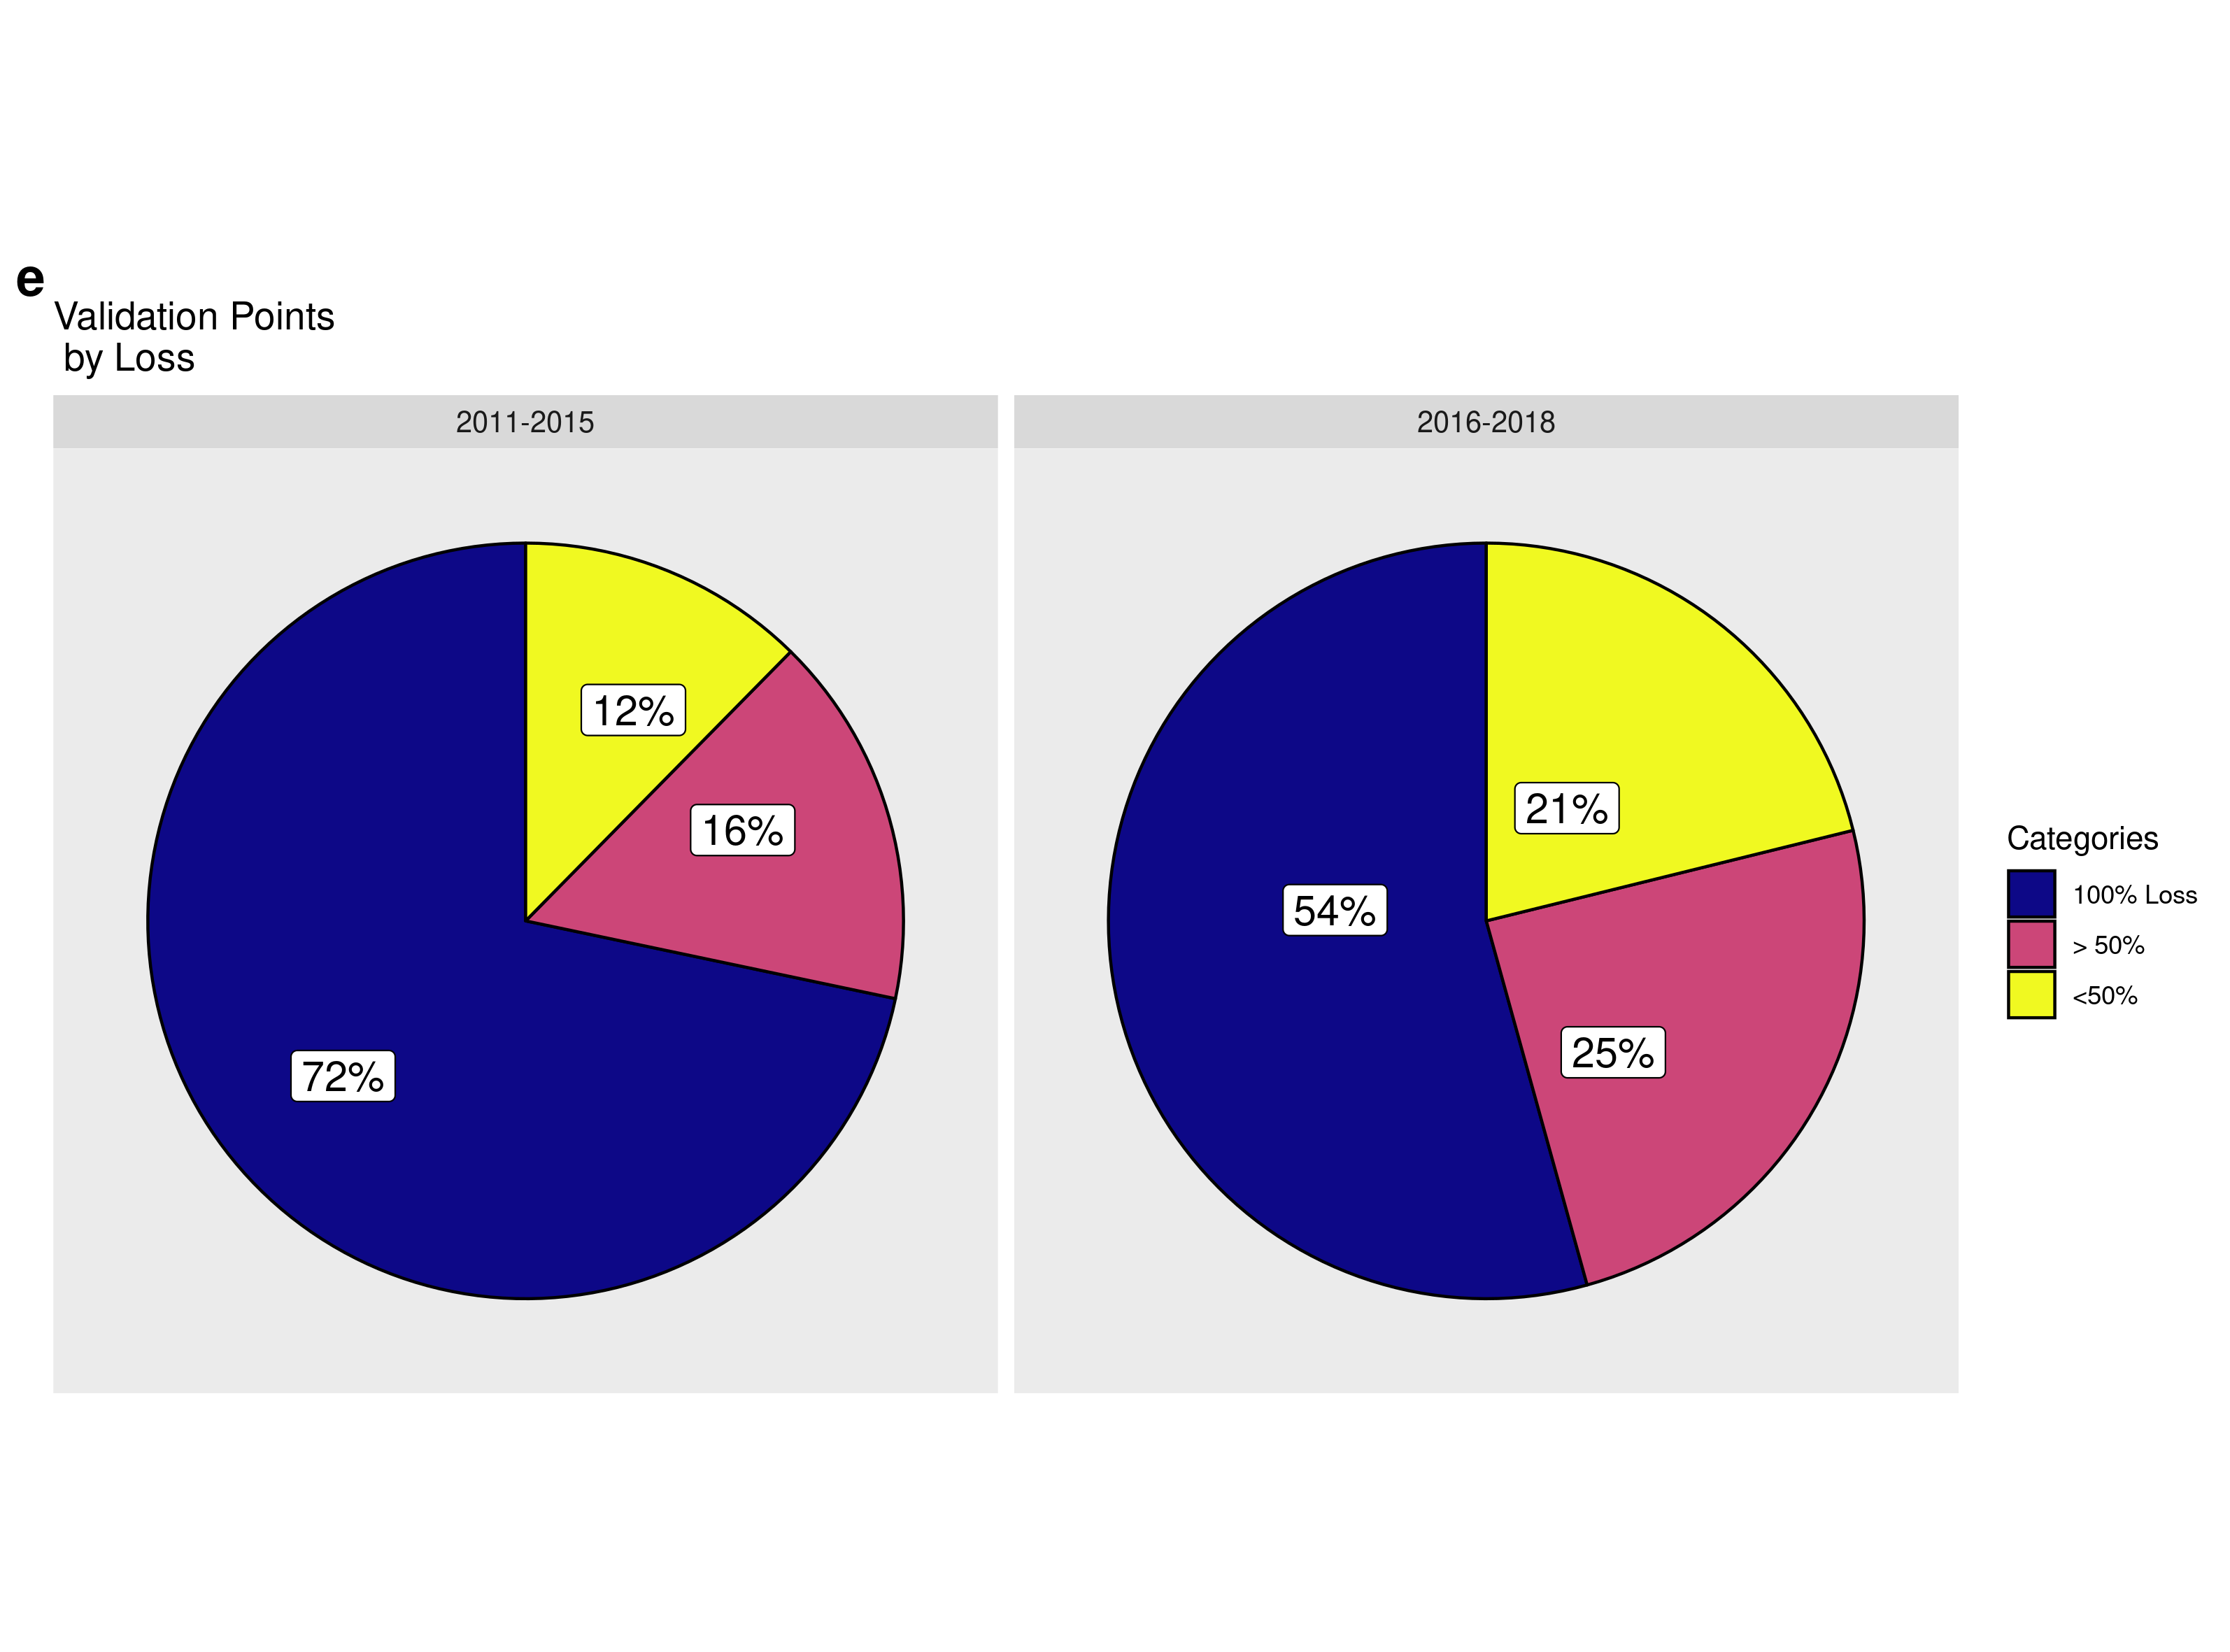 e
Validation Points
by Loss
2011-2015
2016-2018
12%
16%
72%
21%
54%
25%
Categories
100% Loss
> 50%
<50%